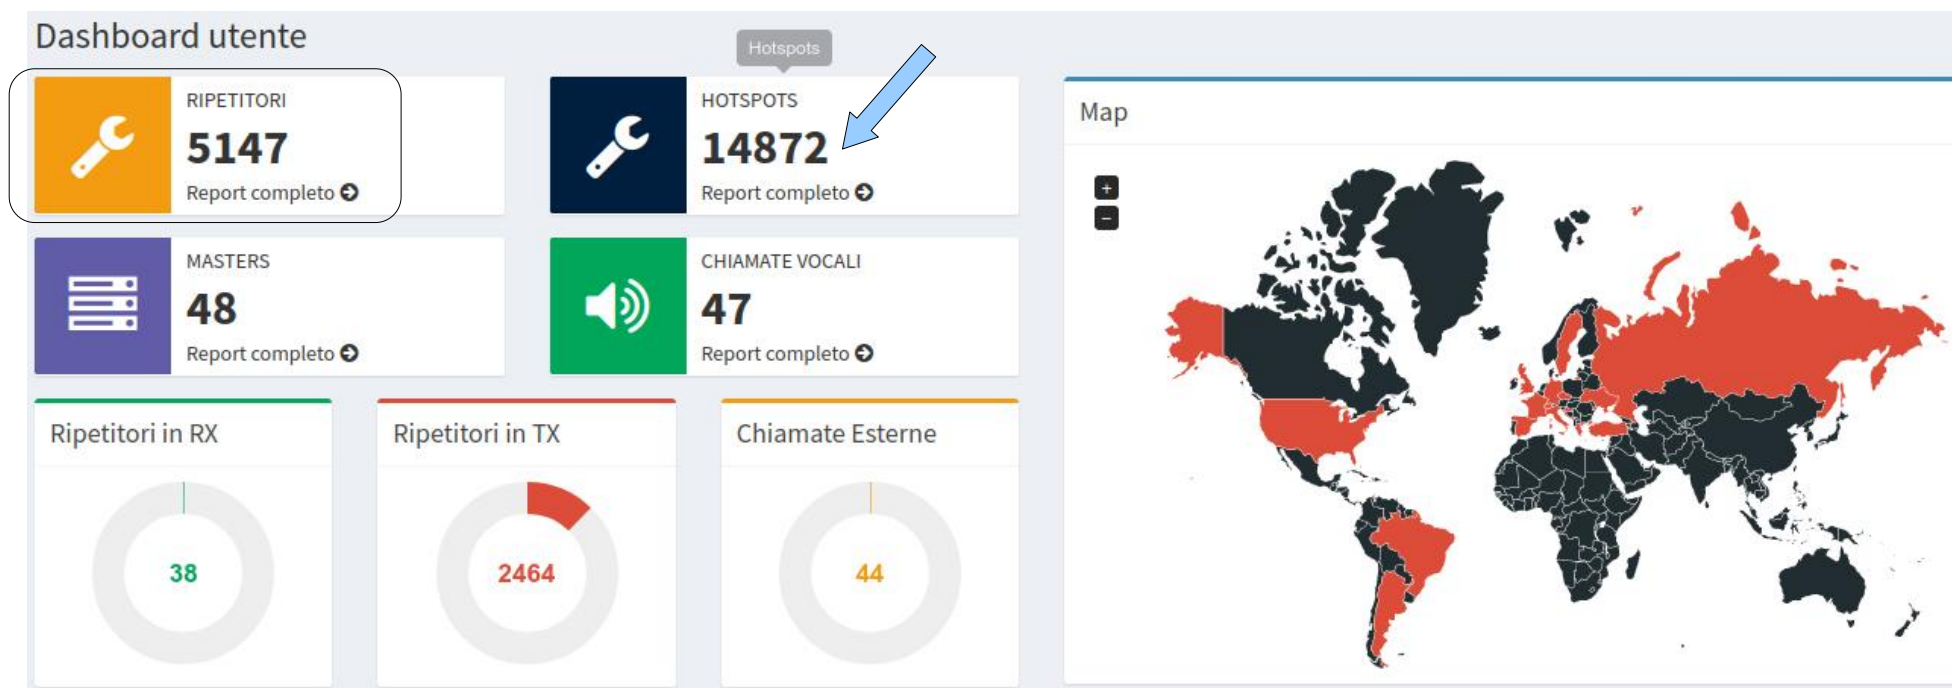 Dashboard utente
Hotspots
RIPETITORI
5147
Report completo
HOTSPOTS
14872
Report completo
MASTERS
48
Report completo
CHIAMATE VOCALI
47
Report completo
Ripetitori in RX
38
Ripetitori in TX
2464
Chiamate Esterne
44
Map
+
−